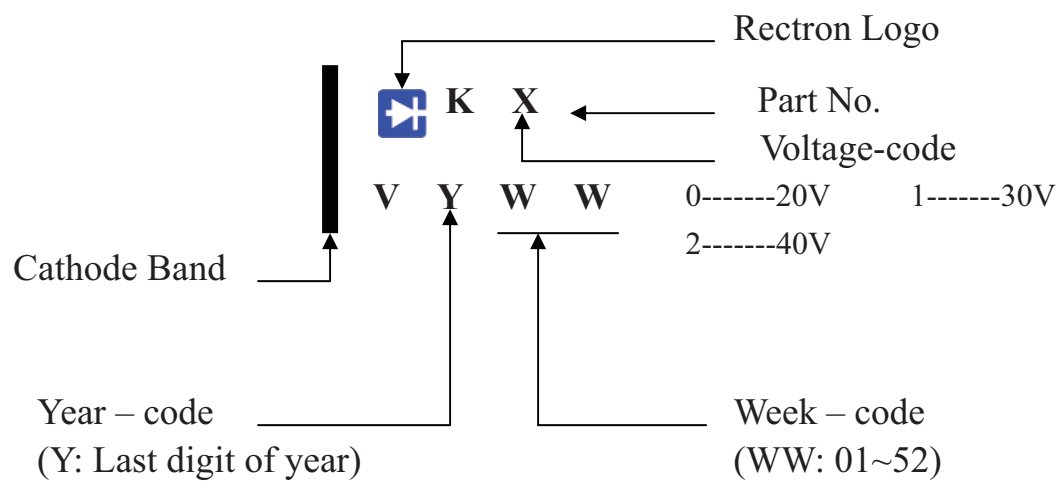 Rectron Logo
K X
Part No.
Voltage-code
V Y W W
0-------20V 1-------30V
2-------40V
Cathode Band
Year – code
(Y: Last digit of year)
Week – code
(WW: 01~52)